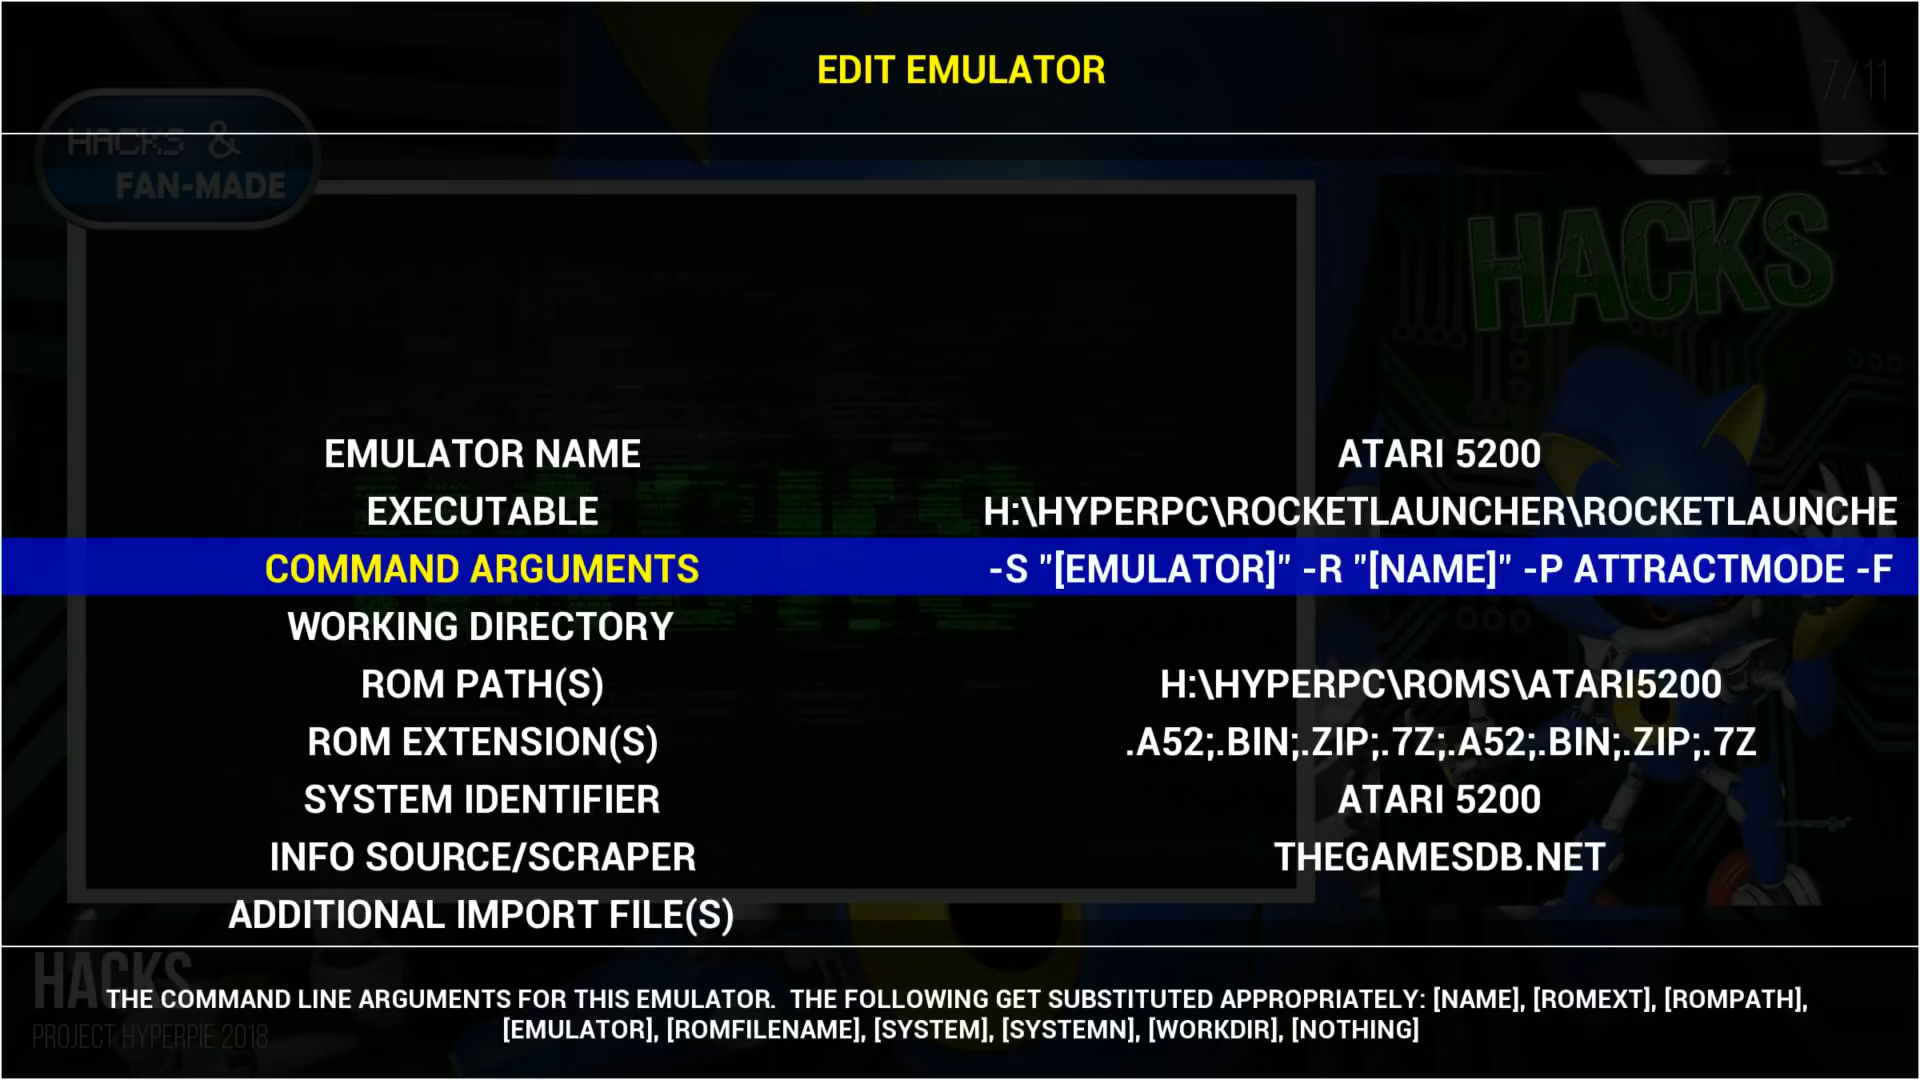 EDIT EMULATOR
7/11
HACKS &
FAN-MADE
HACKS
EMULATOR NAME ATARI 5200
EXECUTABLE H:\HYPERPC\ROCKETLAUNCHER\ROCKETLAUNCHE
COMMAND ARGUMENTS -S "[EMULATOR]" -R "[NAME]" -P ATTRACTMODE -F
WORKING DIRECTORY
ROM PATH(S) H:\HYPERPC\ROMS\ATARI5200
ROM EXTENSION(S) .A52;.BIN;.ZIP;.7Z;.A52;.BIN;.ZIP;.7Z
SYSTEM IDENTIFIER ATARI 5200
INFO SOURCE/SCRAPER THEGAMESDB.NET
ADDITIONAL IMPORT FILE(S)
HACKS
THE COMMAND LINE ARGUMENTS FOR THIS EMULATOR.  THE FOLLOWING GET SUBSTITUTED APPROPRIATELY: [NAME], [ROMEXT], [ROMPATH],
[EMULATOR], [ROMFILENAME], [SYSTEM], [SYSTEMN], [WORKDIR], [NOTHING]
PROJECT HYPERPIE 2018